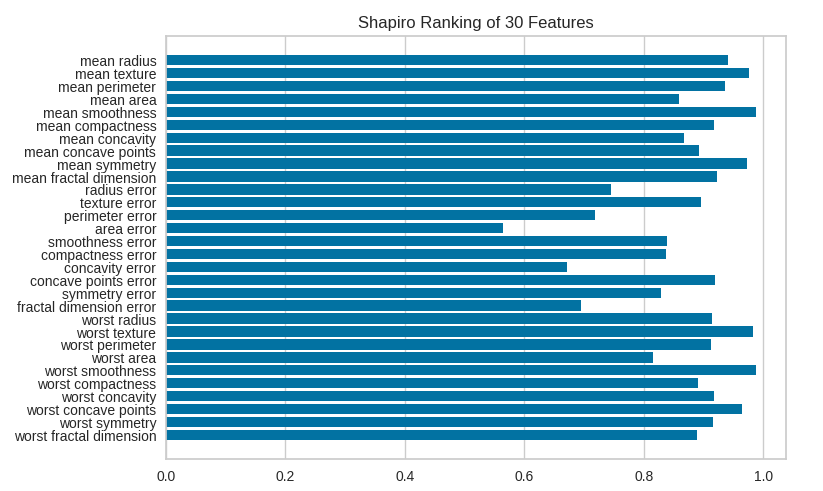 Shapiro Ranking of 30 Features
mean radius
mean texture
mean perimeter
mean area
mean smoothness
mean compactness
mean concavity
mean concave points
mean symmetry
mean fractal dimension
radius error
texture error
perimeter error
area error
smoothness error
compactness error
concavity error
concave points error
symmetry error
fractal dimension error
worst radius
worst texture
worst perimeter
worst area
worst smoothness
worst compactness
worst concavity
worst concave points
worst symmetry
worst fractal dimension
0.0 0.2 0.4 0.6 0.8 1.0